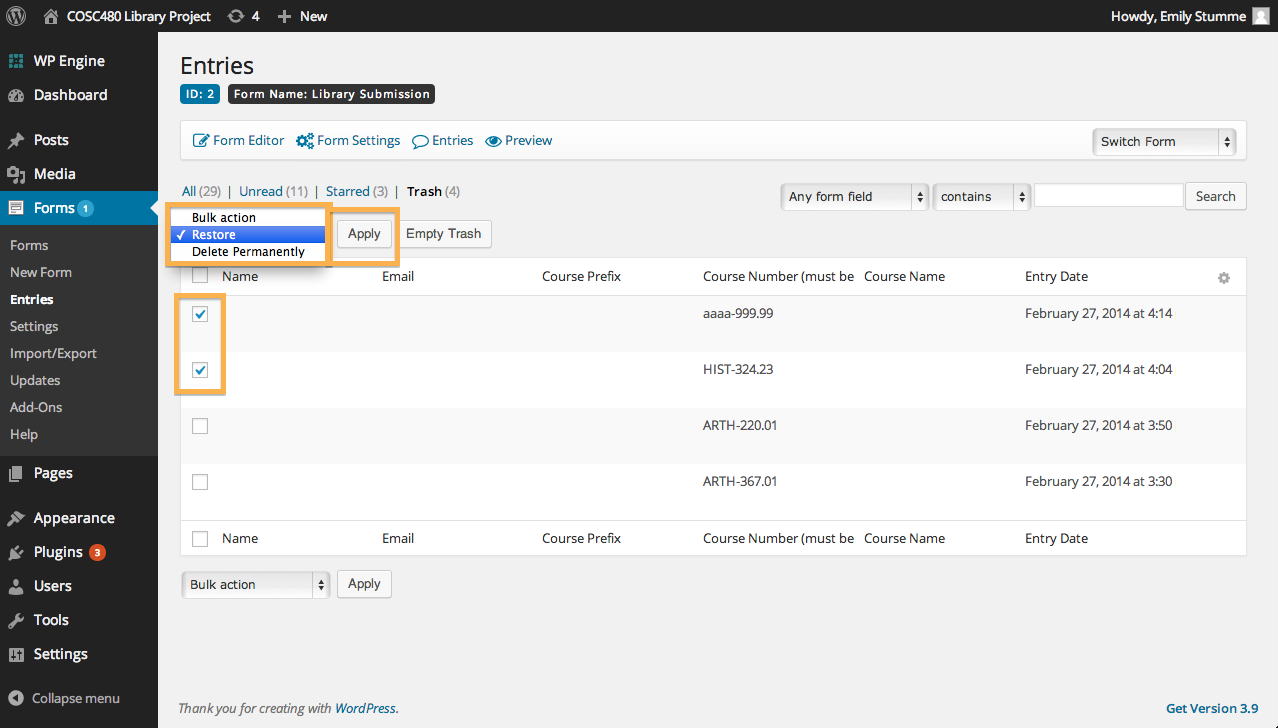 COSC480 Library Project 4 New Howdy, Emily Stumme
WP Engine
Dashboard
Posts
Media
Forms 1
Forms
New Form
Entries
Settings
Import/Export
Updates
Add-Ons
Help
Pages
Appearance
Plugins 3
Users
Tools
Settings
Collapse menu
Entries
ID: 2 Form Name: Library Submission
Form Editor Form Settings Entries Preview Switch Form
All (29) | Unread (11) | Starred (3) | Trash (4)
Any form field contains Search
Bulk action
✓ Restore
Delete Permanently
Apply Empty Trash
Name Email Course Prefix Course Number (must be Course Name Entry Date
aaaa-999.99 February 27, 2014 at 4:14
HIST-324.23 February 27, 2014 at 4:04
ARTH-220.01 February 27, 2014 at 3:50
ARTH-367.01 February 27, 2014 at 3:30
Name Email Course Prefix Course Number (must be Course Name Entry Date
Bulk action Apply
Thank you for creating with WordPress. Get Version 3.9